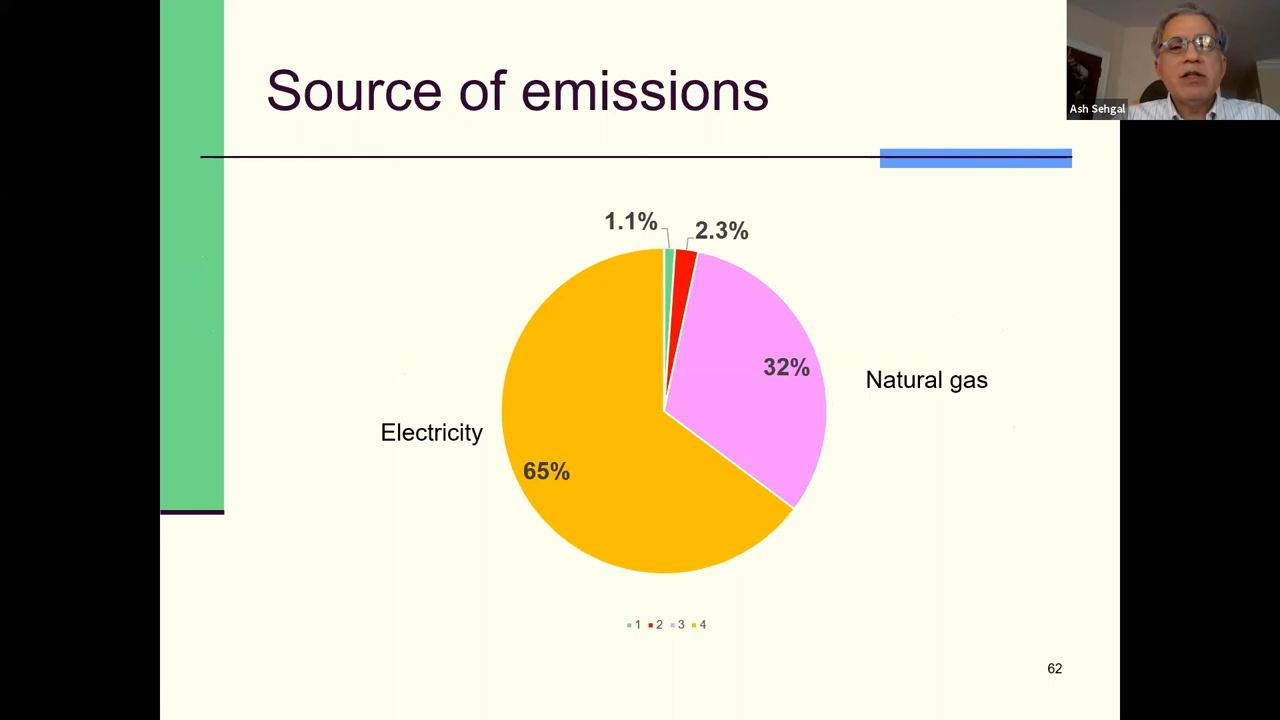 Source of emissions
Ash Sehgal
1.1%
2.3%
32%
Natural gas
Electricity
65%
1 2 3 4
62